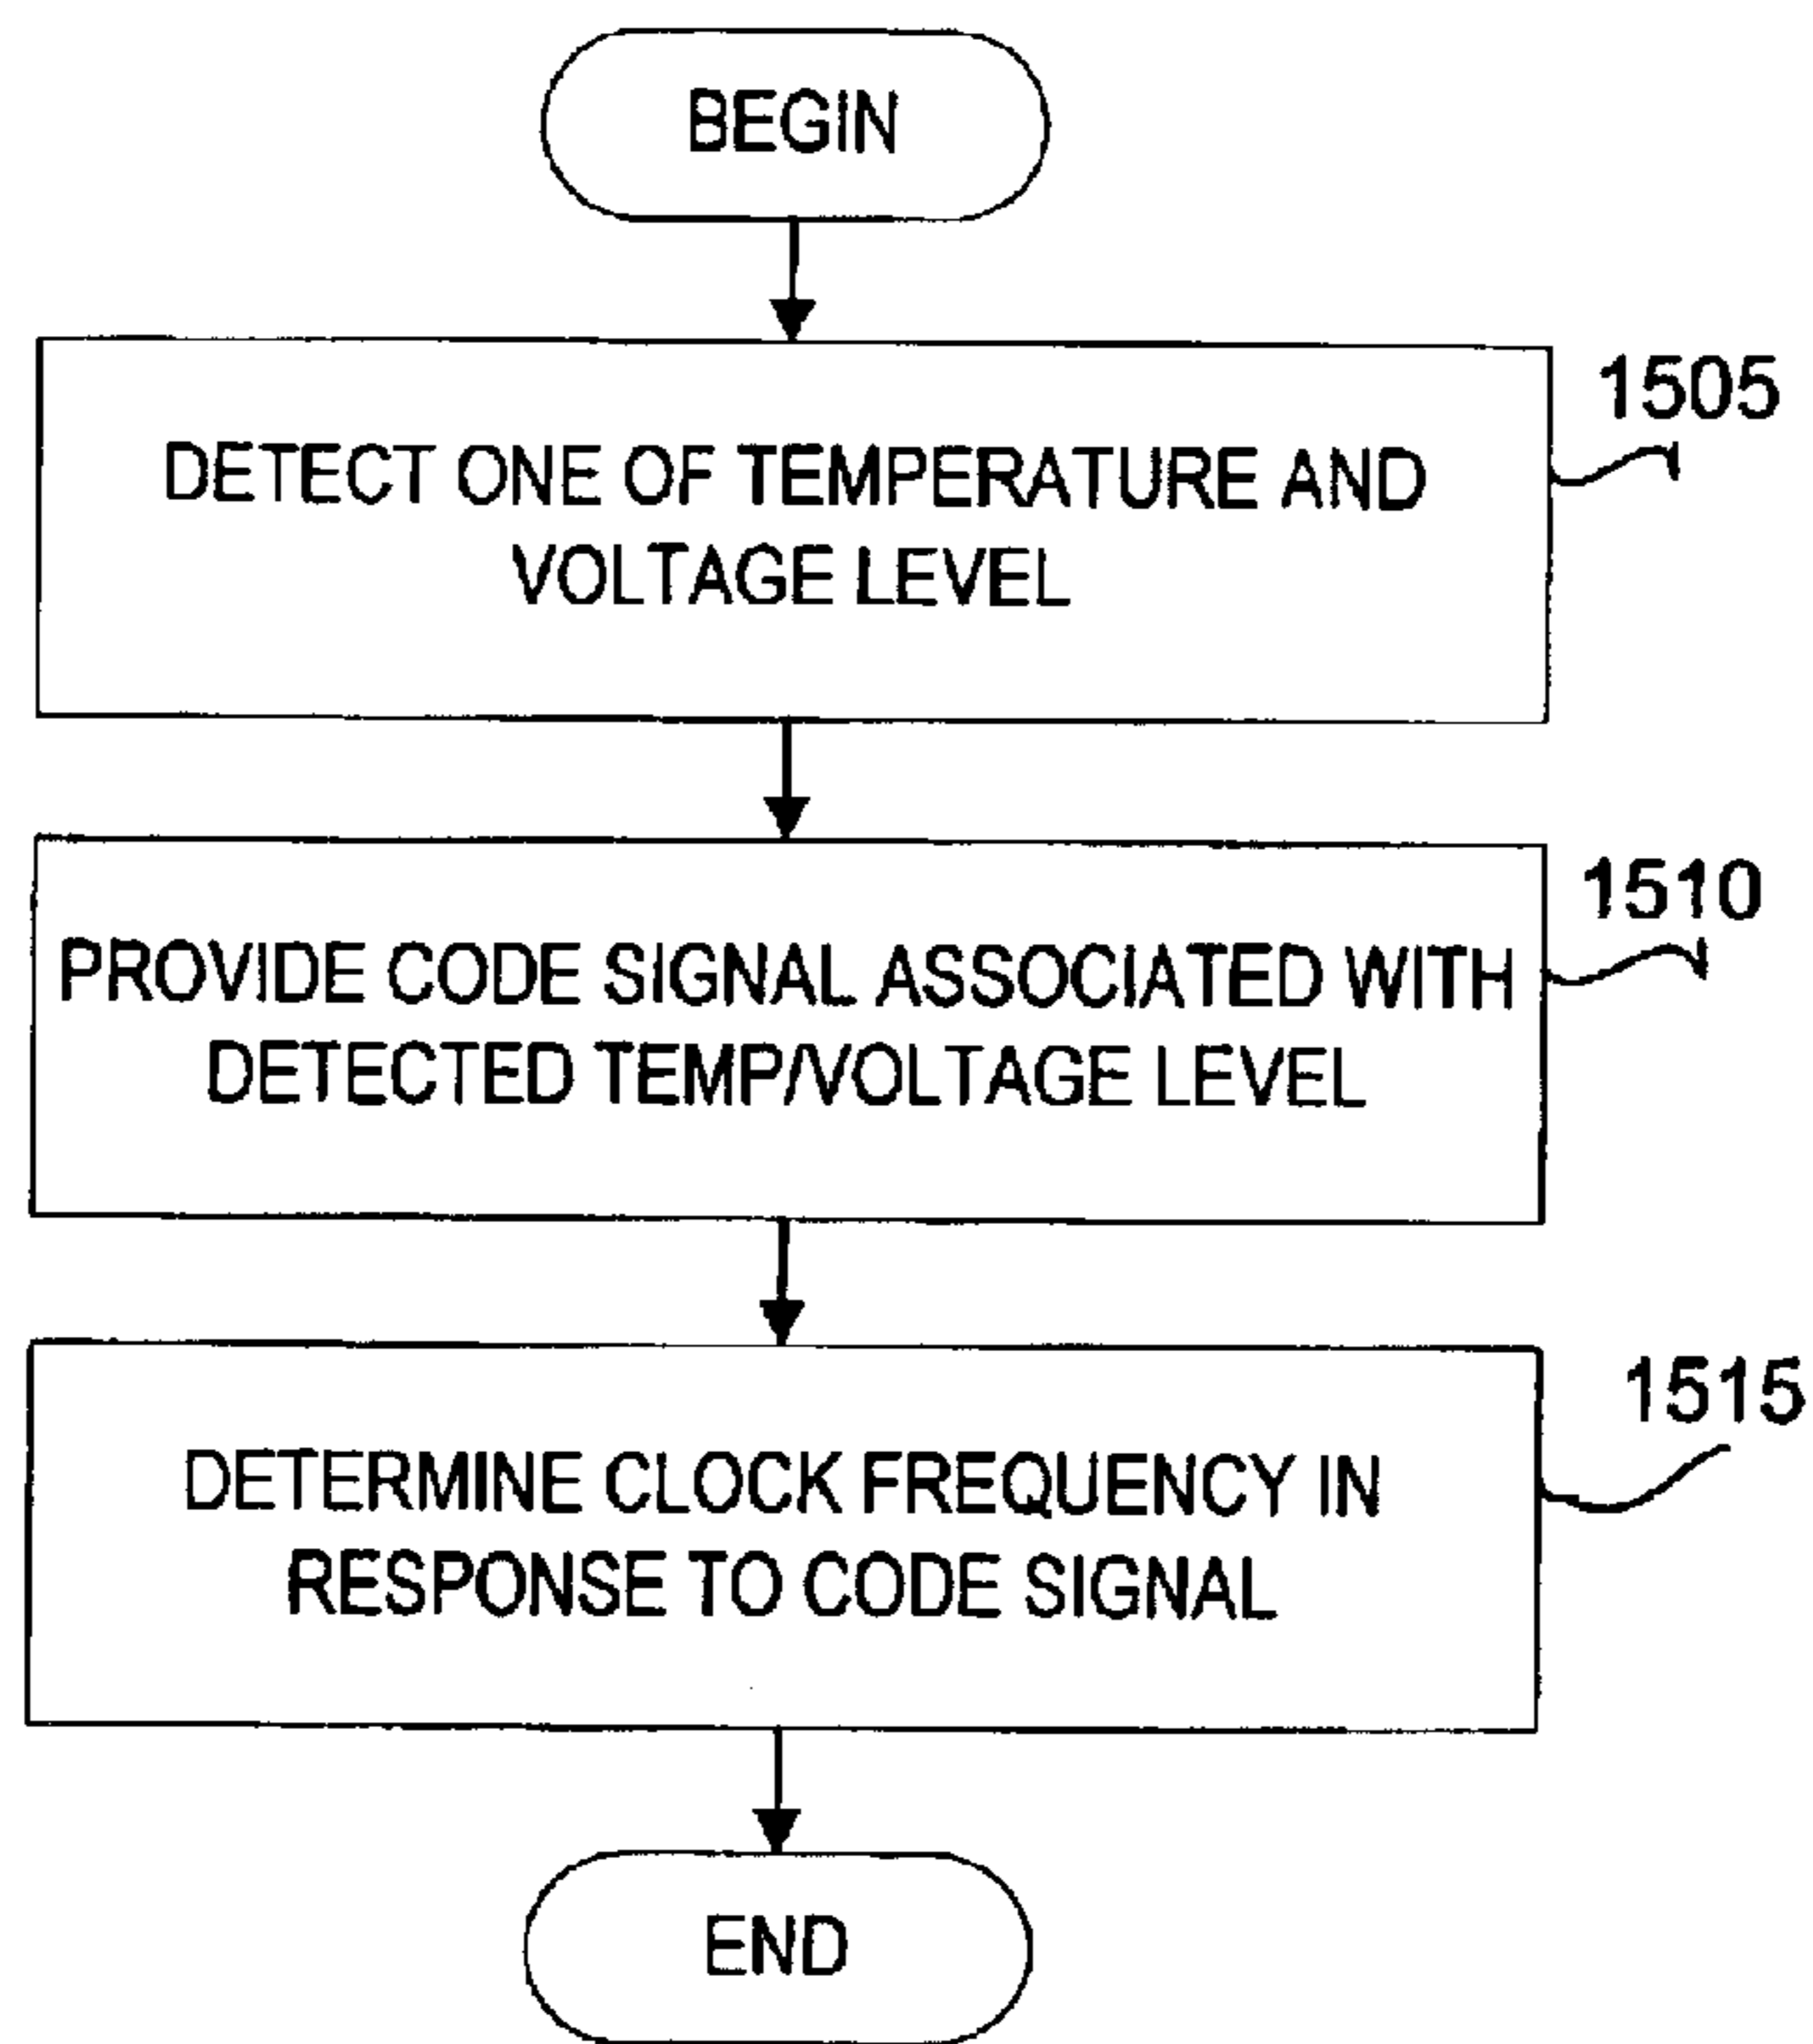 BEGIN
1505
DETECT ONE OF TEMPERATURE AND
VOLTAGE LEVEL
1510
PROVIDE CODE SIGNAL ASSOCIATED WITH
DETECTED TEMP/VOLTAGE LEVEL
1515
DETERMINE CLOCK FREQUENCY IN
RESPONSE TO CODE SIGNAL
END